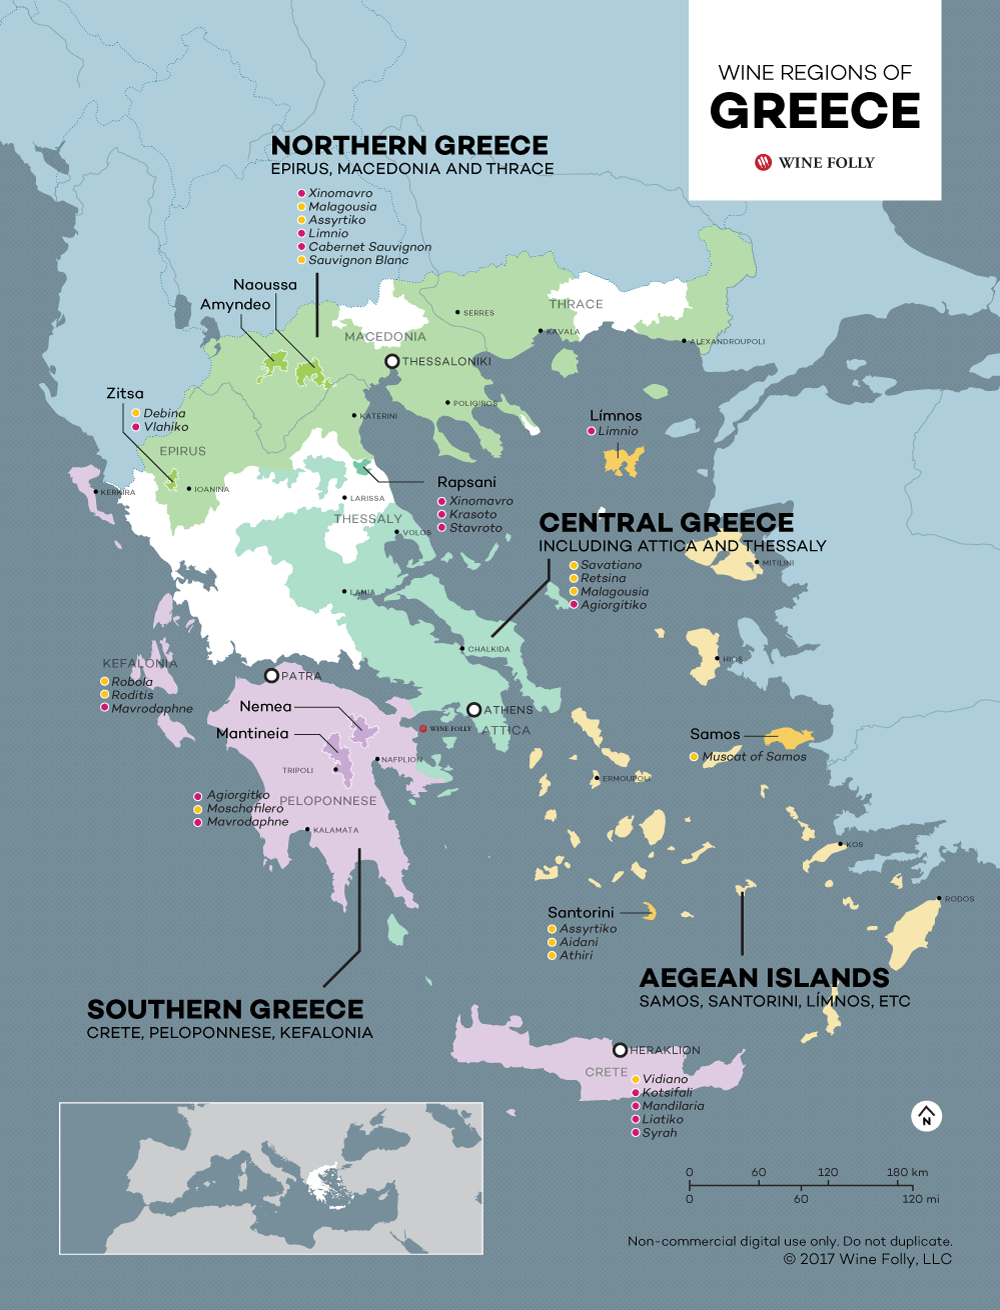 WINE REGIONS OF
GREECE
WINE FOLLY
NORTHERN GREECE
EPIRUS, MACEDONIA AND THRACE
Xinomavro
Malagousia
Assyrtiko
Limnio
Cabernet Sauvignon
Sauvignon Blanc
Naoussa
Amyndeo
THRACE
SERRES
MACEDONIA
KAVALA
ALEXANDROUPOLI
THESSALONIKI
Zitsa
Debina
Vlahiko
POLIGIROS
KATERINI
Límnos
Limnio
EPIRUS
KERKIRA
IOANINA
Rapsani
Xinomavro
Krasoto
Stavroto
LARISSA
THESSALY
VOLOS
CENTRAL GREECE
INCLUDING ATTICA AND THESSALY
Savatiano
Retsina
Malagousia
Agiorgitiko
MITILINI
LAMIA
CHALKIDA
HIOS
KEFALONIA
Robola
Roditis
Mavrodaphne
PATRA
Nemea
Mantineia
ATHENS
WINE FOLLY
ATTICA
Samos
Muscat of Samos
NAFPLION
TRIPOLI
ERMOUPOLI
Agiorgitko
Moschofilero
Mavrodaphne
PELOPONNESE
KALAMATA
KOS
RODOS
Santorini
Assyrtiko
Aidani
Athiri
AEGEAN ISLANDS
SAMOS, SANTORINI, LÍMNOS, ETC
SOUTHERN GREECE
CRETE, PELOPONNESE, KEFALONIA
HERAKLION
CRETE
Vidiano
Kotsifali
Mandilaria
Liatiko
Syrah
N
0 60 120 180 km
0 60 120 mi
Non-commercial digital use only. Do not duplicate.
© 2017 Wine Folly, LLC